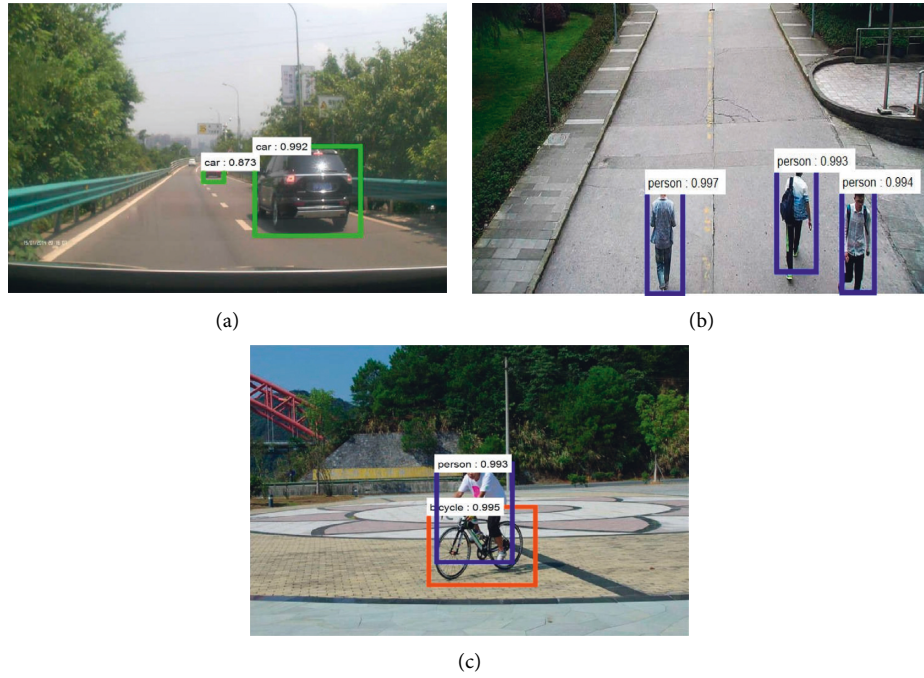 car : 0.992
car : 0.873
(a)
person : 0.993
person : 0.997
person : 0.994
(b)
person : 0.993
bicycle : 0.995
(c)